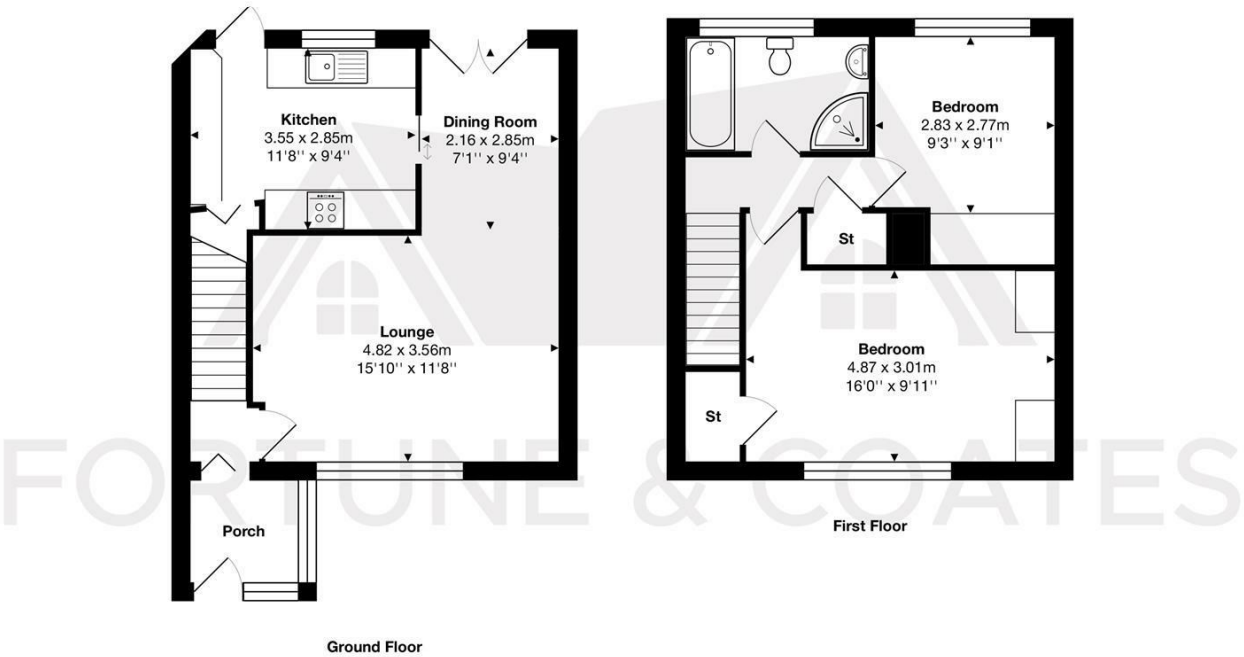 Kitchen
3.55 x 2.85m
11'8'' x 9'4''
Dining Room
2.16 x 2.85m
7'1'' x 9'4''
Lounge
4.82 x 3.56m
15'10'' x 11'8''
Porch
Ground Floor
Bedroom
2.83 x 2.77m
9'3'' x 9'1''
St
Bedroom
4.87 x 3.01m
16'0'' x 9'11''
St
First Floor
FORTUNE & COATES